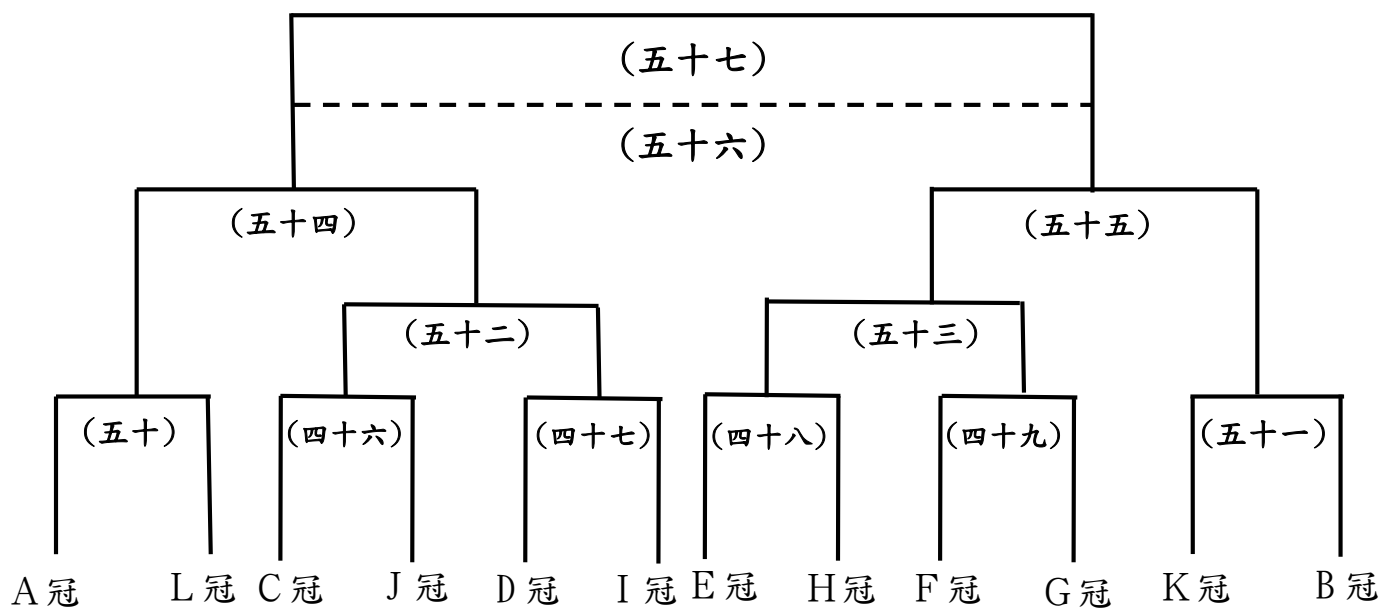 (五十七)
(五十六)
(五十四) (五十五)
(五十二) (五十三)
(五十) (四十六) (四十七) (四十八) (四十九) (五十一)
A冠 L冠 C冠 J冠 D冠 I冠 E冠 H冠 F冠 G冠 K冠 B冠